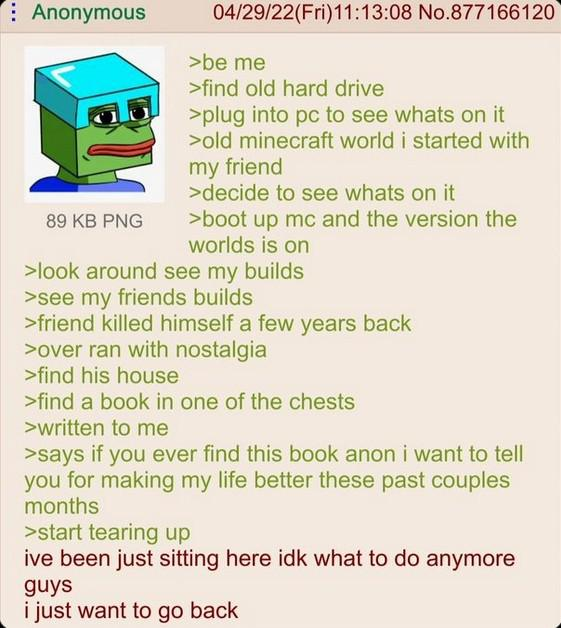 Anonymous 04/29/22(Fri)11:13:08 No.877166120
>be me
>find old hard drive
>plug into pc to see whats on it
>old minecraft world i started with
my friend
>decide to see whats on it
89 KB PNG
>boot up mc and the version the
worlds is on
>look around see my builds
>see my friends builds
>friend killed himself a few years back
>over ran with nostalgia
>find his house
>find a book in one of the chests
>written to me
>says if you ever find this book anon i want to tell
you for making my life better these past couples
months
>start tearing up
ive been just sitting here idk what to do anymore
guys
i just want to go back